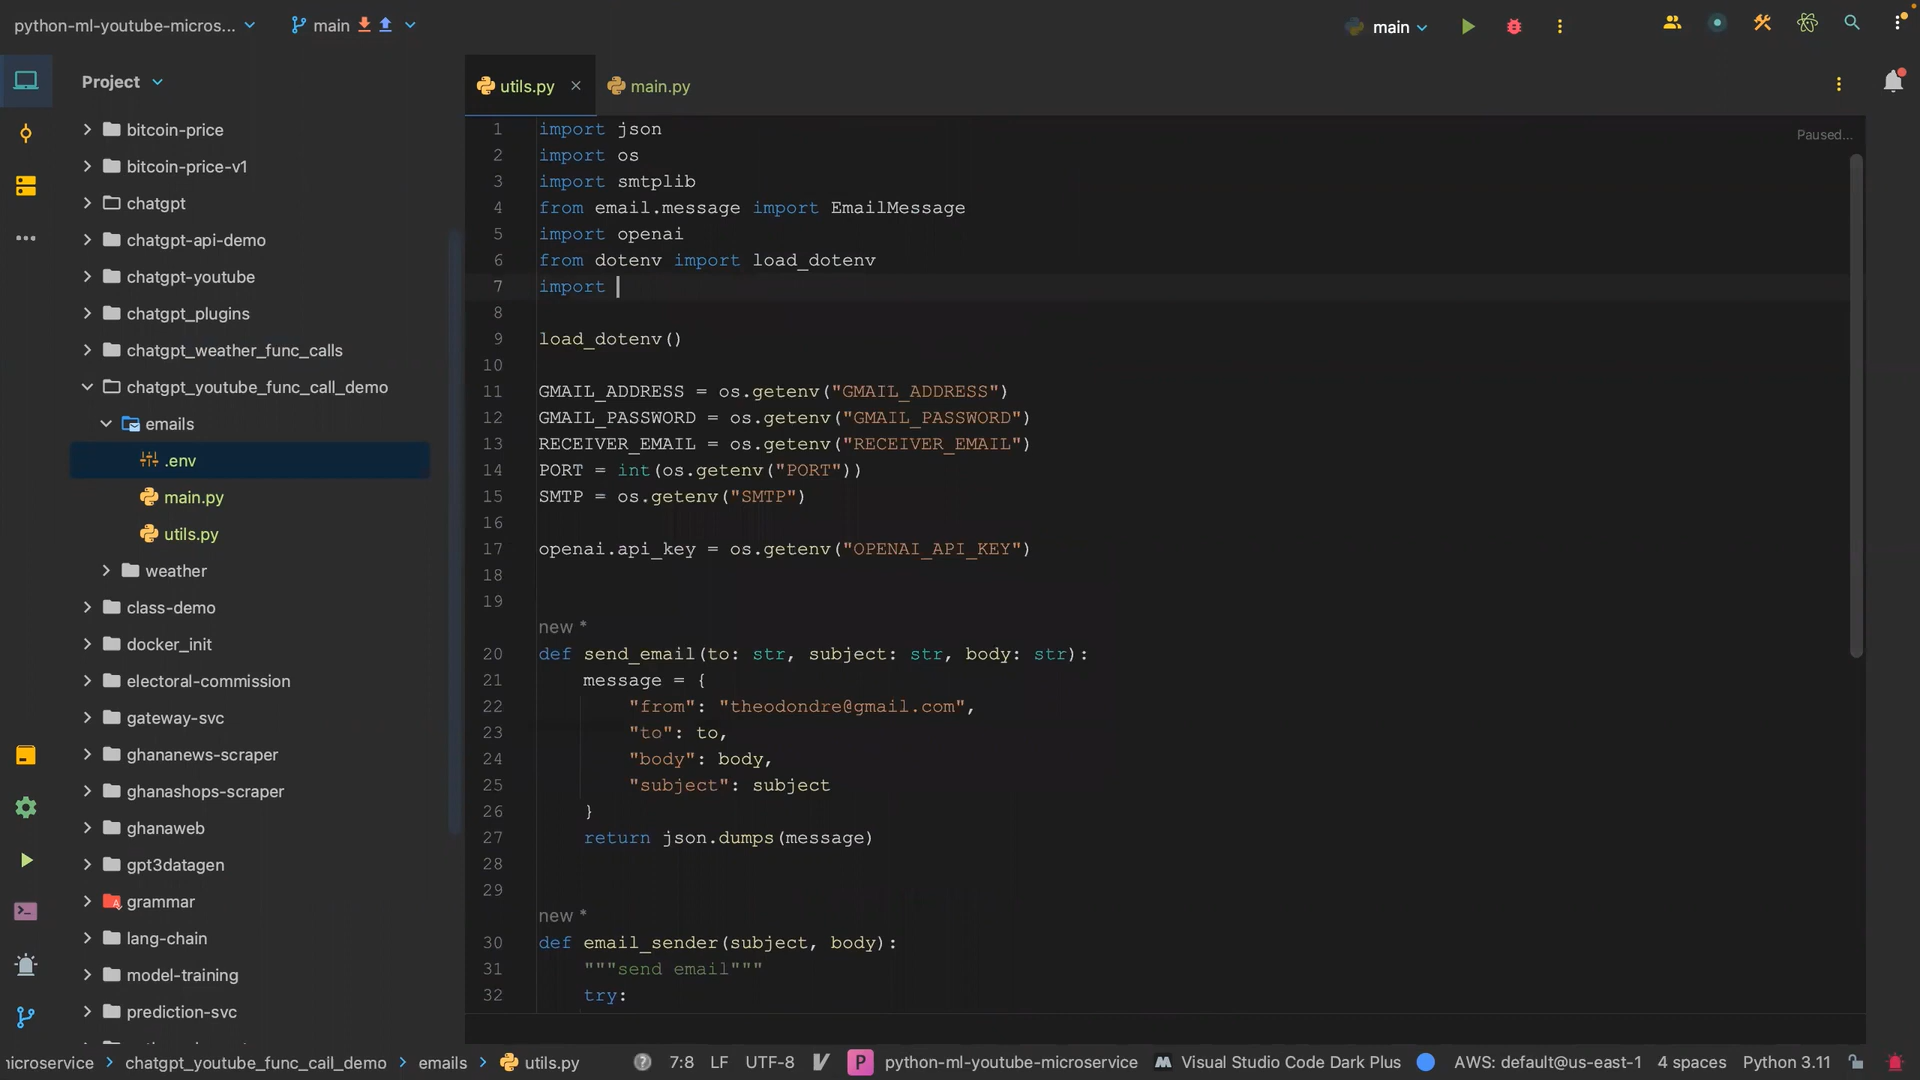 python-ml-youtube-micros...
main
main
Project
utils.py
main.py
bitcoin-price
bitcoin-price-v1
chatgpt
chatgpt-api-demo
chatgpt-youtube
chatgpt_plugins
chatgpt_weather_func_calls
chatgpt_youtube_func_call_demo
emails
.env
main.py
utils.py
weather
class-demo
docker_init
electoral-commission
gateway-svc
ghananews-scraper
ghanashops-scraper
ghanaweb
gpt3datagen
grammar
lang-chain
model-training
prediction-svc
Paused...
1 import json
2 import os
3 import smtplib
4 from email.message import EmailMessage
5 import openai
6 from dotenv import load_dotenv
7 import
8
9 load_dotenv()
10
11 GMAIL_ADDRESS = os.getenv("GMAIL_ADDRESS")
12 GMAIL_PASSWORD = os.getenv("GMAIL_PASSWORD")
13 RECEIVER_EMAIL = os.getenv("RECEIVER_EMAIL")
14 PORT = int(os.getenv("PORT"))
15 SMTP = os.getenv("SMTP")
16
17 openai.api_key = os.getenv("OPENAI_API_KEY")
18
19
new *
20 def send_email(to: str, subject: str, body: str):
21 message = {
22 "from": "theodondre@gmail.com",
23 "to": to,
24 "body": body,
25 "subject": subject
26 }
27 return json.dumps(message)
28
29
new *
30 def email_sender(subject, body):
31 """send email"""
32 try:
icroservice > chatgpt_youtube_func_call_demo > emails > utils.py 7:8 LF UTF-8 P python-ml-youtube-microservice Visual Studio Code Dark Plus AWS: default@us-east-1 4 spaces Python 3.11